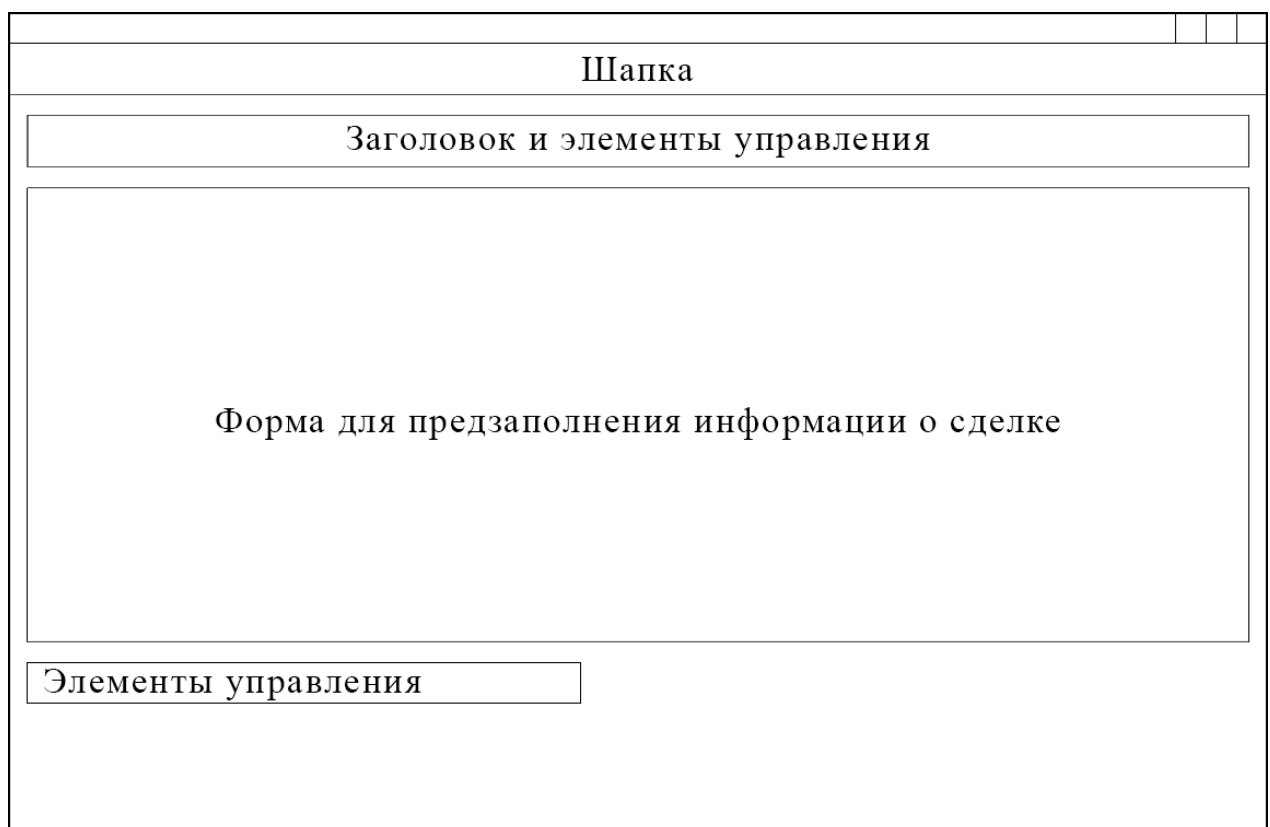 Шапка
Заголовок и элементы управления
Форма для предзаполнения информации о сделке
Элементы управления